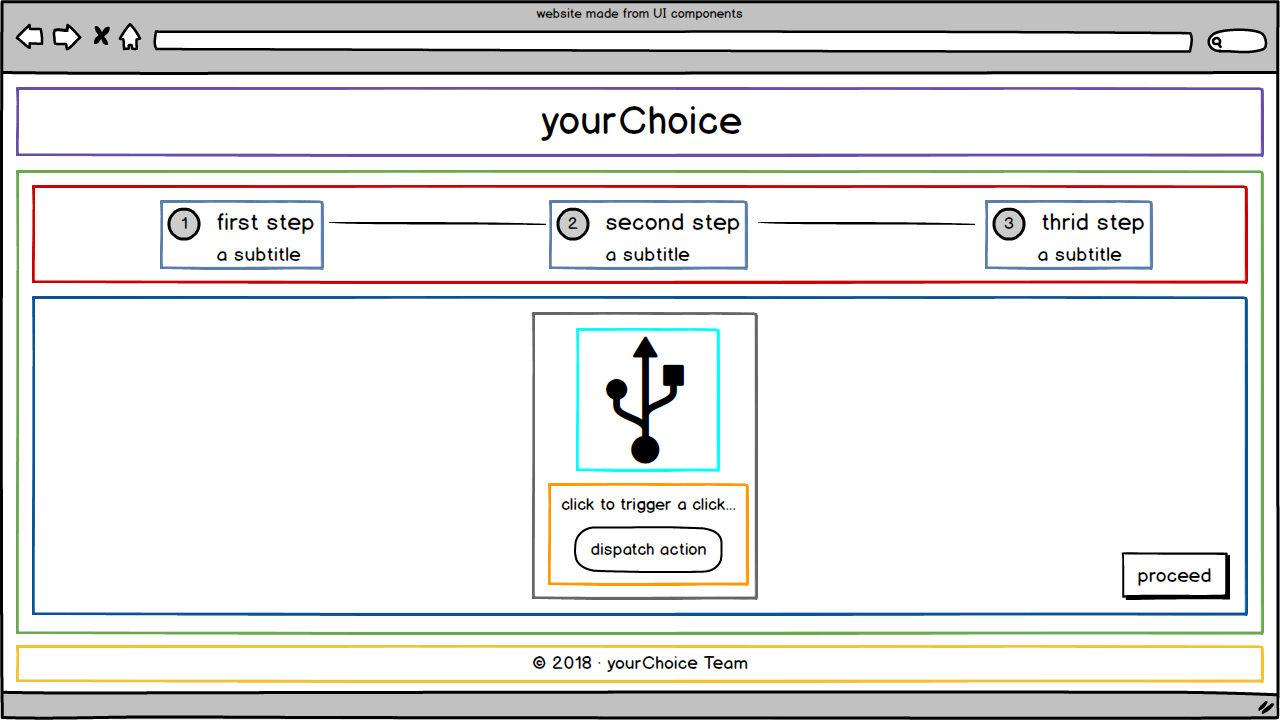 website made from UI components
yourChoice
1 first step
a subtitle
2 second step
a subtitle
3 thrid step
a subtitle
click to trigger a click...
dispatch action
proceed
© 2018 · yourChoice Team